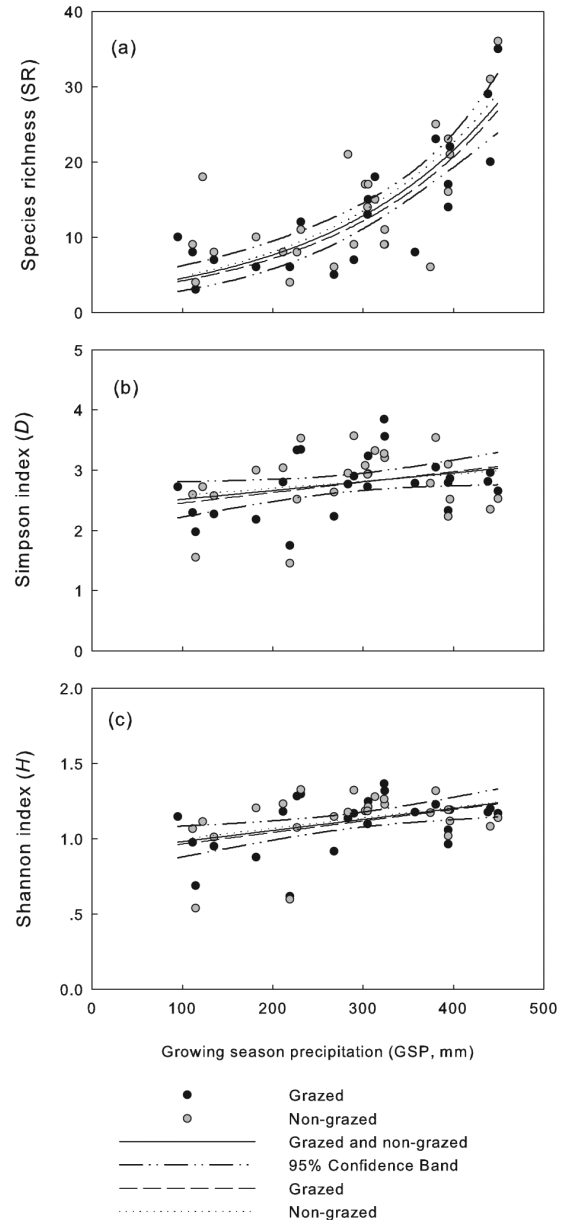 40
(a)
30
20
10
0
Species richness (SR)
5
(b)
4
3
2
1
0
Simpson index (D)
2.0
(c)
1.5
1.0
.5
0.0
Shannon index (H)
0 100 200 300 400 500
Growing season precipitation (GSP, mm)
Grazed
Non-grazed
Grazed and non-grazed
95% Confidence Band
Grazed
Non-grazed